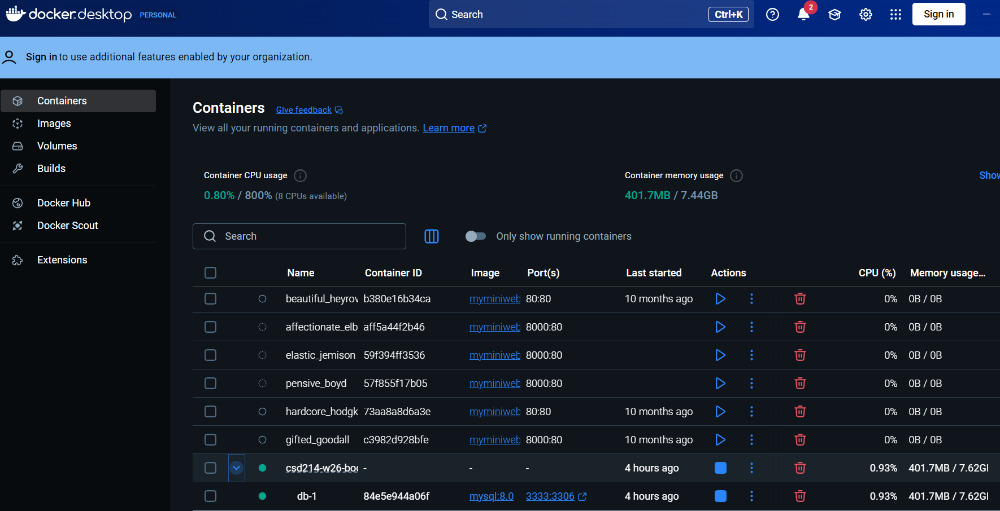 docker.desktop PERSONAL
Search Ctrl+K
2
Sign in
Sign in to use additional features enabled by your organization.
Containers
Images
Volumes
Builds
Docker Hub
Docker Scout
Extensions
Containers Give feedback
View all your running containers and applications. Learn more
Container CPU usage
0.80% / 800% (8 CPUs available)
Container memory usage
401.7MB / 7.44GB
Show
Search
Only show running containers
Name Container ID Image Port(s) Last started Actions CPU (%) Memory usage...
beautiful_heyrov b380e16b34ca myminiweb 80:80 10 months ago 0% 0B / 0B
affectionate_elb aff5a44f2b46 myminiweb 8000:80 0% 0B / 0B
elastic_jemison 59f394ff3536 myminiweb 8000:80 0% 0B / 0B
pensive_boyd 57f855f17b05 myminiweb 8000:80 0% 0B / 0B
hardcore_hodgk 73aa8a8d6a3e myminiweb 80:80 10 months ago 0% 0B / 0B
gifted_goodall c3982d928bfe myminiweb 8000:80 10 months ago 0% 0B / 0B
csd214-w26-boo - - - 4 hours ago 0.93% 401.7MB / 7.62GB
db-1 84e5e944a06f mysql:8.0 3333:3306 4 hours ago 0.93% 401.7MB / 7.62GB